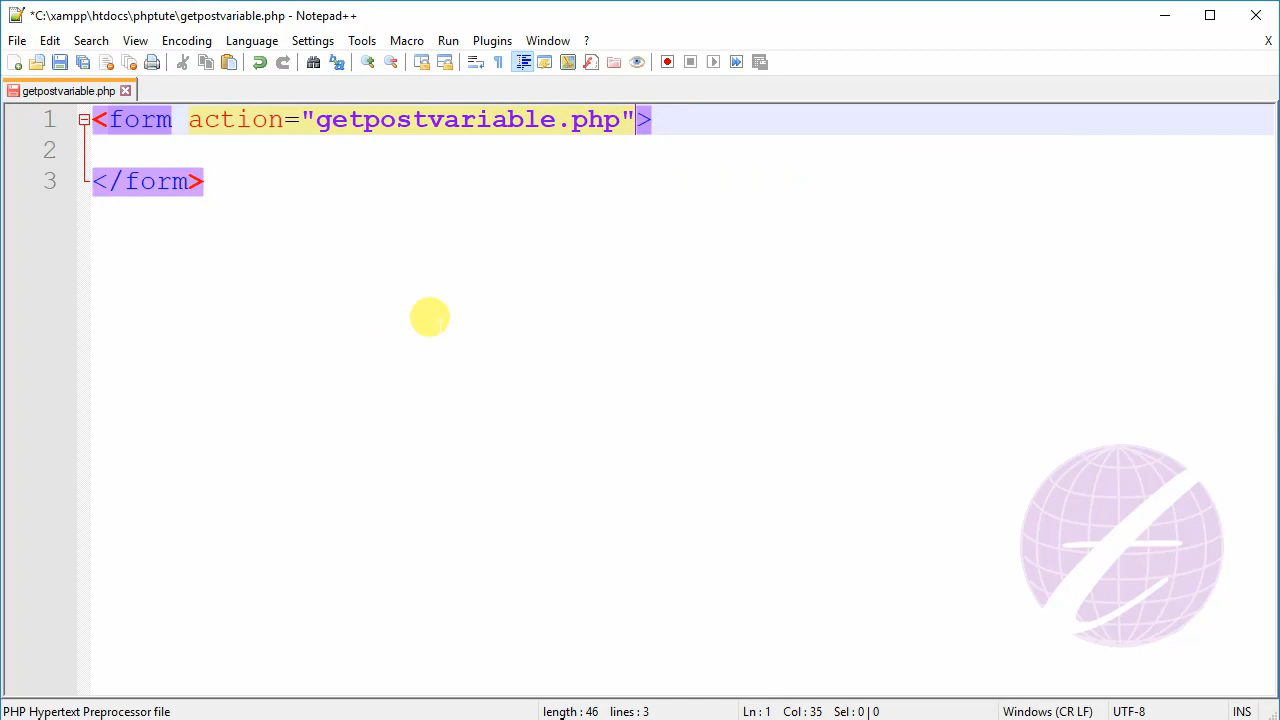 *C:\xampp\htdocs\phptute\getpostvariable.php - Notepad++
File Edit Search View Encoding Language Settings Tools Macro Run Plugins Window ? X
getpostvariable.php
1 <form action="getpostvariable.php">
2
3 </form>
PHP Hypertext Preprocessor file length : 46 lines : 3 Ln : 1 Col : 35 Sel : 0 | 0 Windows (CR LF) UTF-8 INS